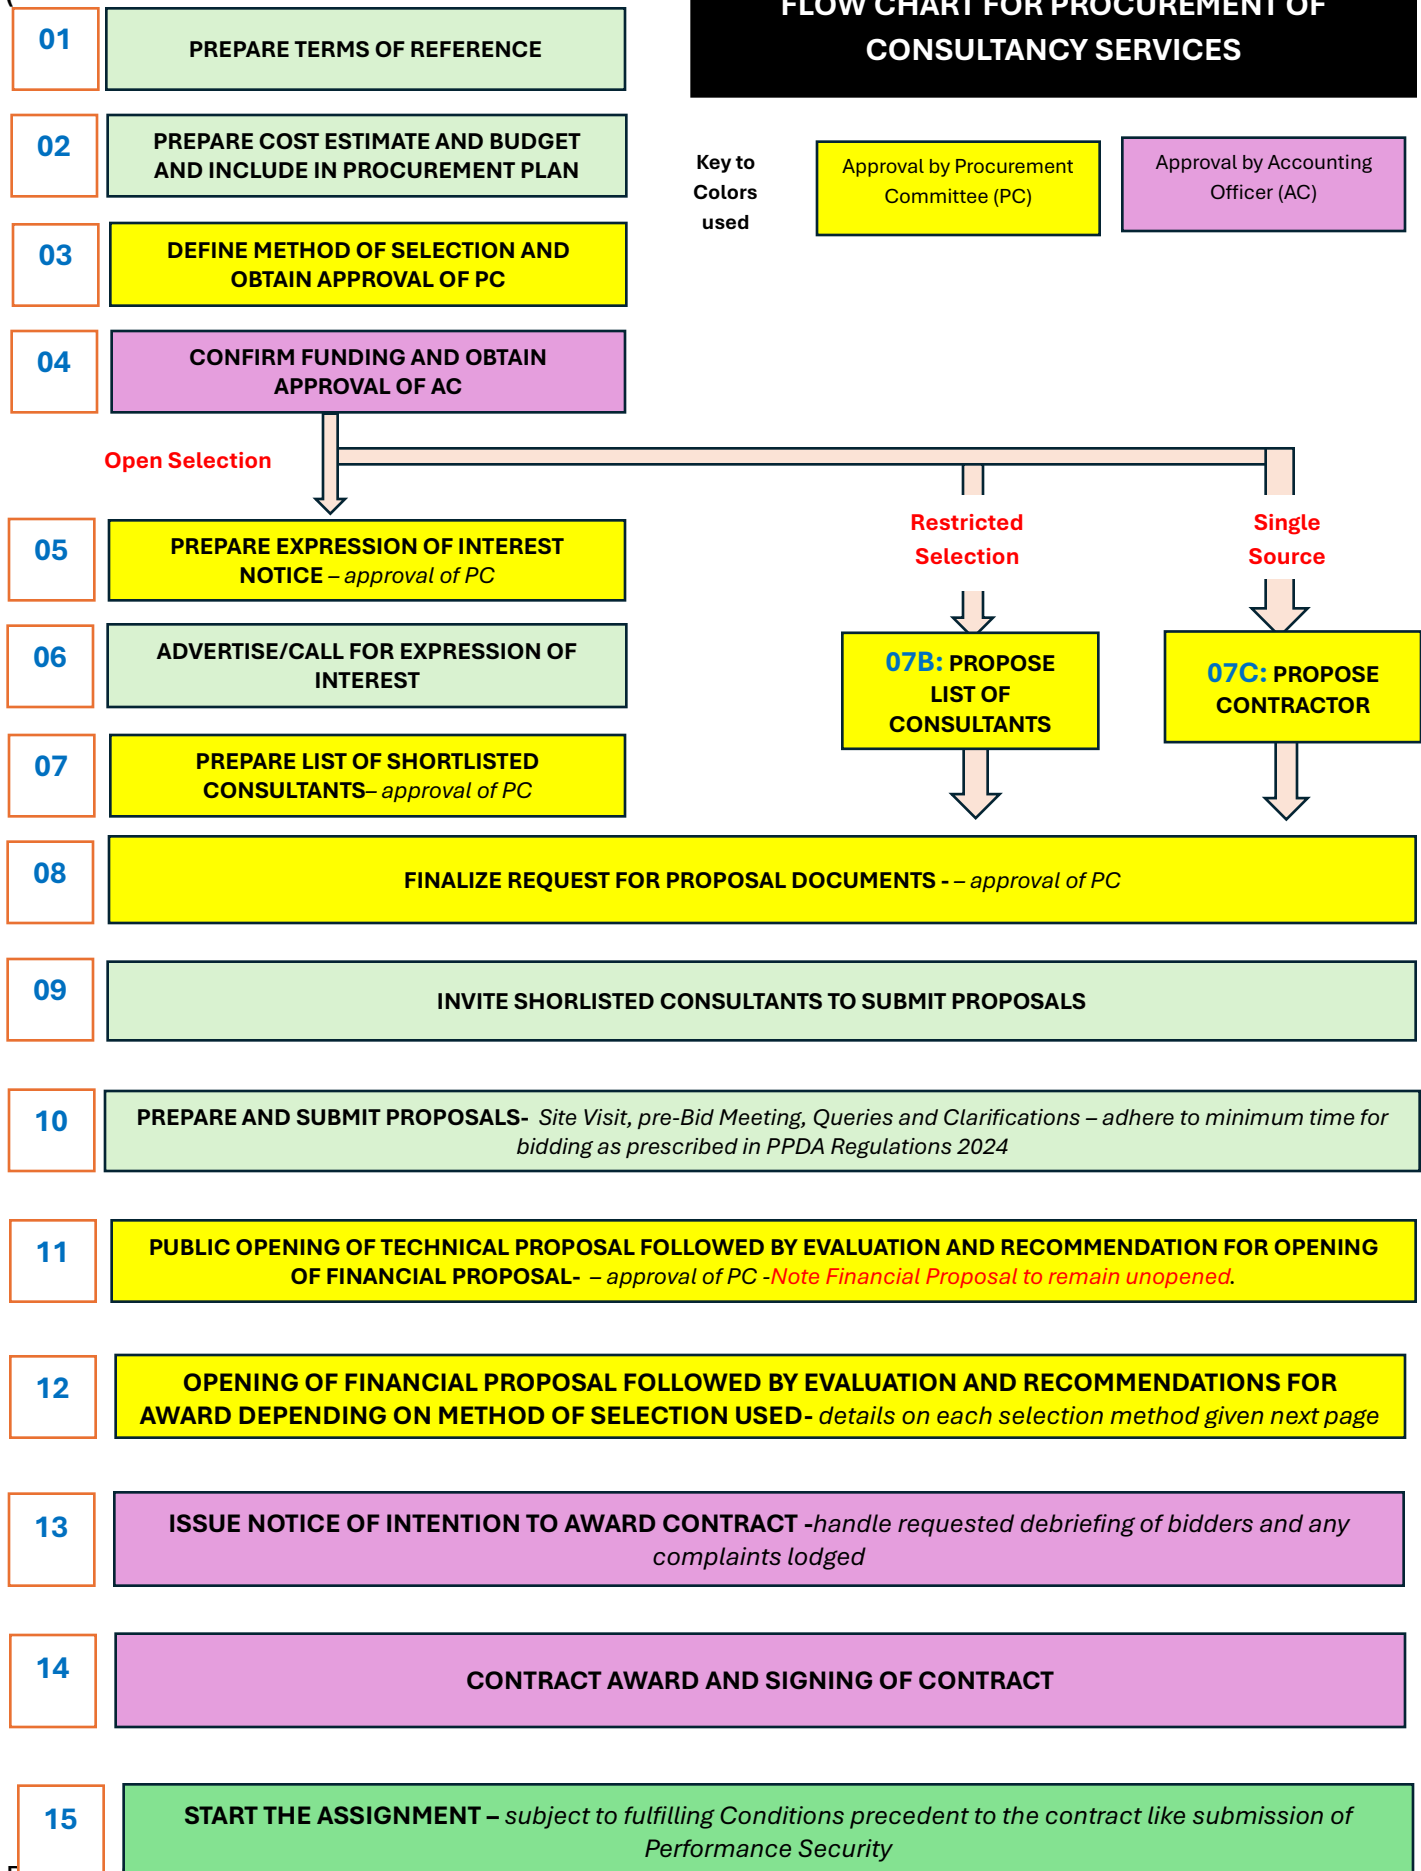 FLOW CHART FOR PROCUREMENT OF
CONSULTANCY SERVICES
Key to
Colors
used
Approval by Procurement
Committee (PC)
Approval by Accounting
Officer (AC)
01
PREPARE TERMS OF REFERENCE
02
PREPARE COST ESTIMATE AND BUDGET
AND INCLUDE IN PROCUREMENT PLAN
03
DEFINE METHOD OF SELECTION AND
OBTAIN APPROVAL OF PC
04
CONFIRM FUNDING AND OBTAIN
APPROVAL OF AC
Open Selection
Restricted
Selection
Single
Source
05
PREPARE EXPRESSION OF INTEREST
NOTICE – approval of PC
06
ADVERTISE/CALL FOR EXPRESSION OF
INTEREST
07
PREPARE LIST OF SHORTLISTED
CONSULTANTS– approval of PC
07B: PROPOSE
LIST OF
CONSULTANTS
07C: PROPOSE
CONTRACTOR
08
FINALIZE REQUEST FOR PROPOSAL DOCUMENTS - – approval of PC
09
INVITE SHORLISTED CONSULTANTS TO SUBMIT PROPOSALS
10
PREPARE AND SUBMIT PROPOSALS- Site Visit, pre-Bid Meeting, Queries and Clarifications – adhere to minimum time for
bidding as prescribed in PPDA Regulations 2024
11
PUBLIC OPENING OF TECHNICAL PROPOSAL FOLLOWED BY EVALUATION AND RECOMMENDATION FOR OPENING
OF FINANCIAL PROPOSAL- – approval of PC -Note Financial Proposal to remain unopened.
12
OPENING OF FINANCIAL PROPOSAL FOLLOWED BY EVALUATION AND RECOMMENDATIONS FOR
AWARD DEPENDING ON METHOD OF SELECTION USED- details on each selection method given next page
13
ISSUE NOTICE OF INTENTION TO AWARD CONTRACT -handle requested debriefing of bidders and any
complaints lodged
14
CONTRACT AWARD AND SIGNING OF CONTRACT
15
START THE ASSIGNMENT – subject to fulfilling Conditions precedent to the contract like submission of
Performance Security